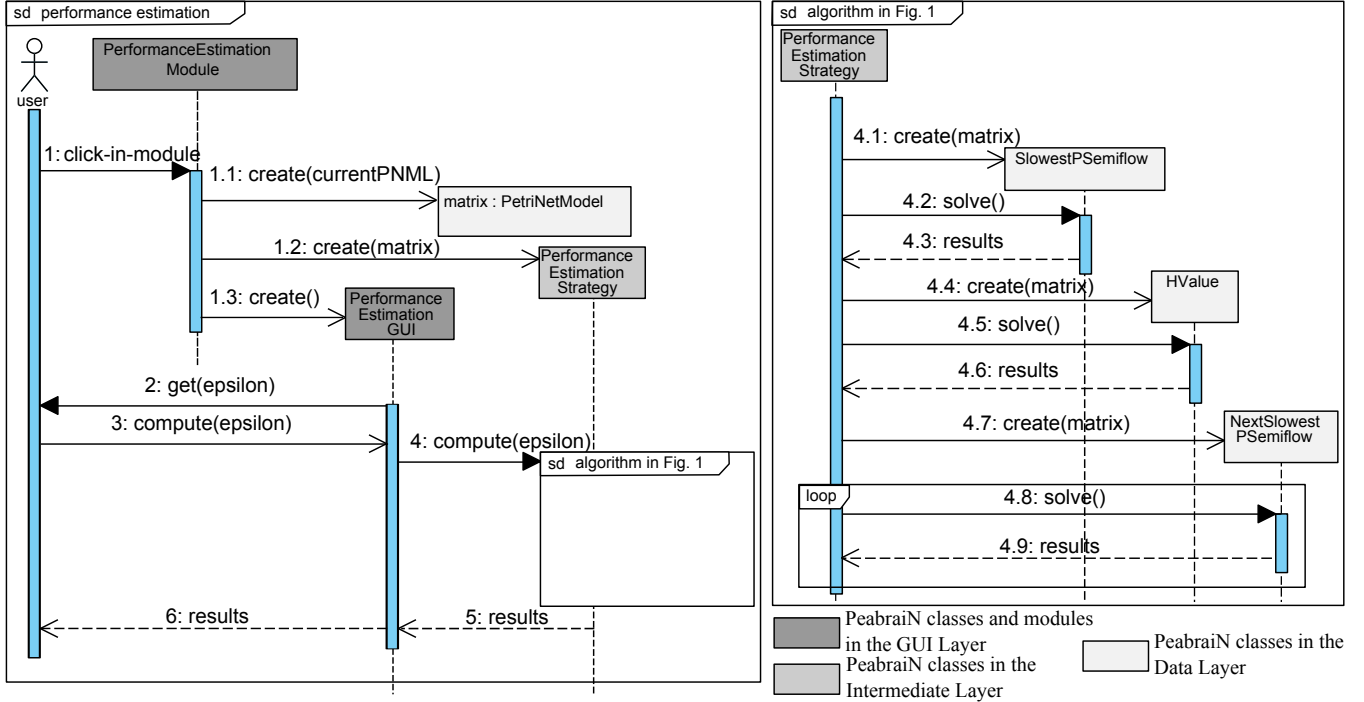 sd performance estimation
PerformanceEstimation
Module
user
1: click-in-module
1.1: create(currentPNML)
matrix : PetriNetModel
1.2: create(matrix)
Performance
Estimation
Strategy
1.3: create()
Performance
Estimation
GUI
2: get(epsilon)
3: compute(epsilon)
4: compute(epsilon)
sd algorithm in Fig. 1
6: results
5: results
sd algorithm in Fig. 1
Performance
Estimation
Strategy
4.1: create(matrix)
SlowestPSemiflow
4.2: solve()
4.3: results
4.4: create(matrix)
HValue
4.5: solve()
4.6: results
4.7: create(matrix)
NextSlowest
PSemiflow
loop
4.8: solve()
4.9: results
PeabraiN classes and modules
in the GUI Layer
PeabraiN classes in the
Intermediate Layer
PeabraiN classes in the
Data Layer